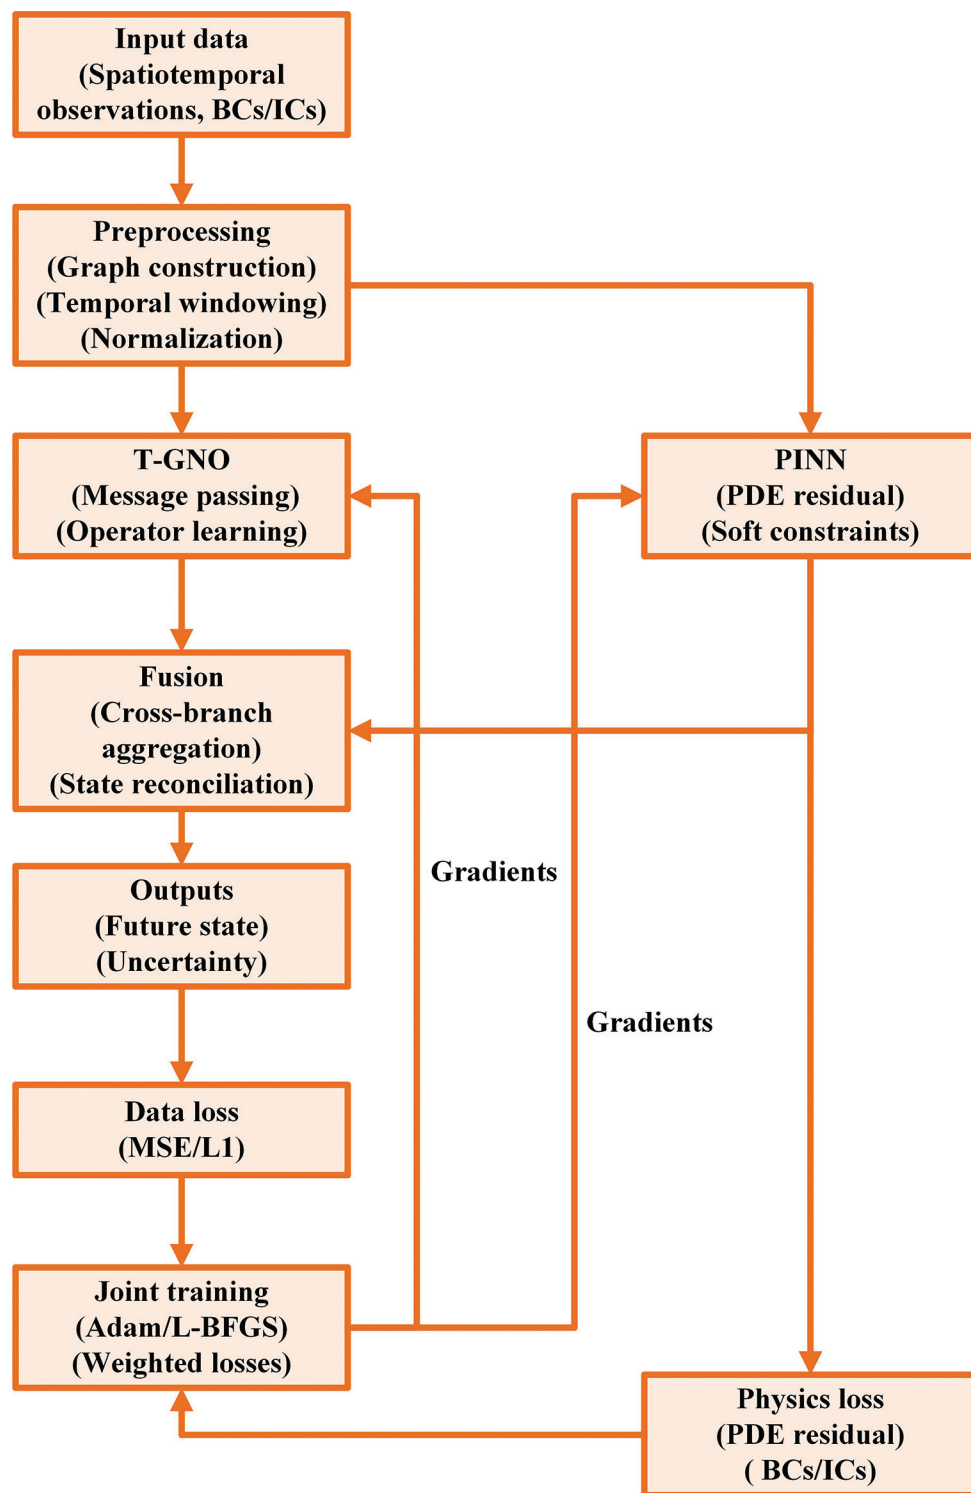 Input data
(Spatiotemporal
observations, BCs/ICs)
Preprocessing
(Graph construction)
(Temporal windowing)
(Normalization)
T-GNO
(Message passing)
(Operator learning)
PINN
(PDE residual)
(Soft constraints)
Fusion
(Cross-branch
aggregation)
(State reconciliation)
Gradients
Outputs
(Future state)
(Uncertainty)
Gradients
Data loss
(MSE/L1)
Joint training
(Adam/L-BFGS)
(Weighted losses)
Physics loss
(PDE residual)
( BCs/ICs)